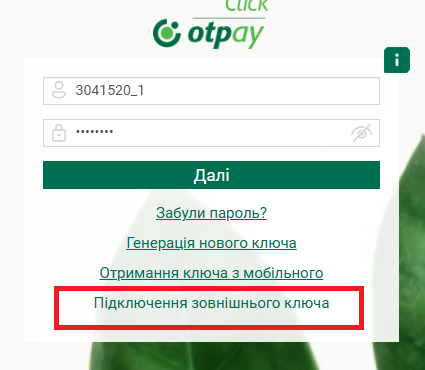 Click
otpay
i
3041520_1
••••••••
Далі
Забули пароль?
Генерація нового ключа
Отримання ключа з мобільного
Підключення зовнішнього ключа